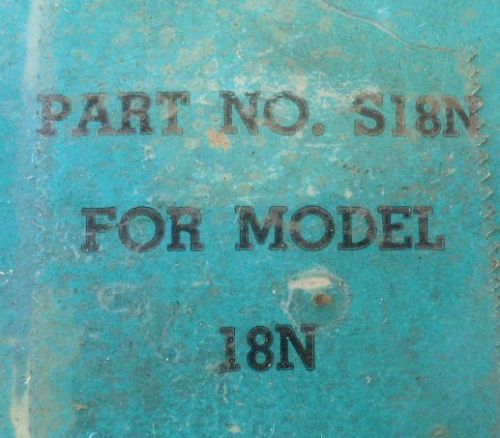 PART NO. S18N
FOR MODEL
18N